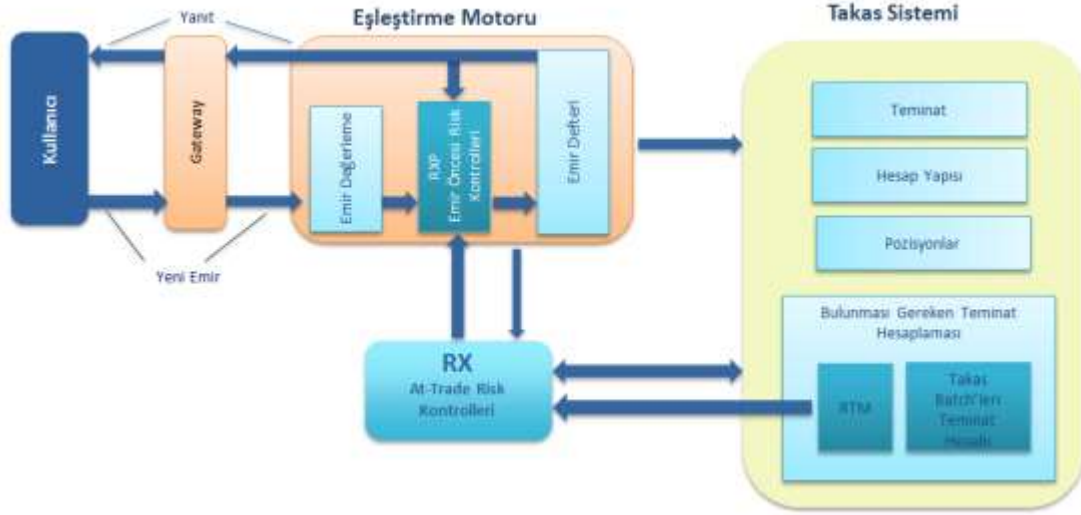 Eşleştirme Motoru
Takas Sistemi
Yanıt
Kullanıcı
Gateway
Emir Dağerleme
RXP
Emir Öncesi Risk
Kontrolleri
Emir Defteri
Yeni Emir
Teminat
Hesap Yapısı
Pozisyonlar
Bulunması Gereken Teminat
Hesaplaması
RX
At-Trade Risk
Kontrolleri
RTM
Takas
Batch'leri
Teminat